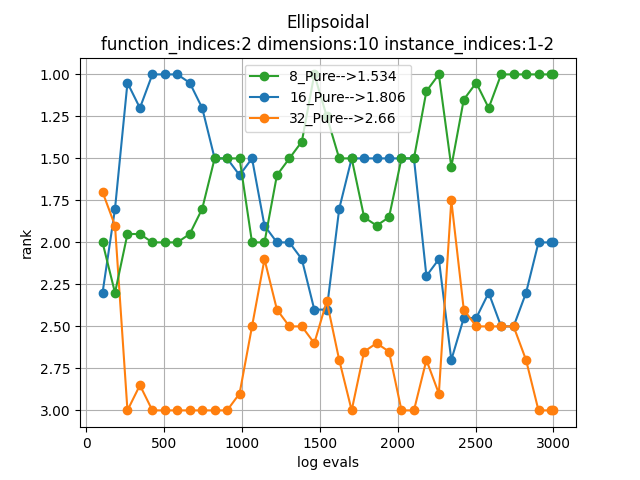 Ellipsoidal
function_indices:2 dimensions:10 instance_indices:1-2
8_Pure-->1.534
16_Pure-->1.806
32_Pure-->2.66
rank
1.00
1.25
1.50
1.75
2.00
2.25
2.50
2.75
3.00
0 500 1000 1500 2000 2500 3000
log evals